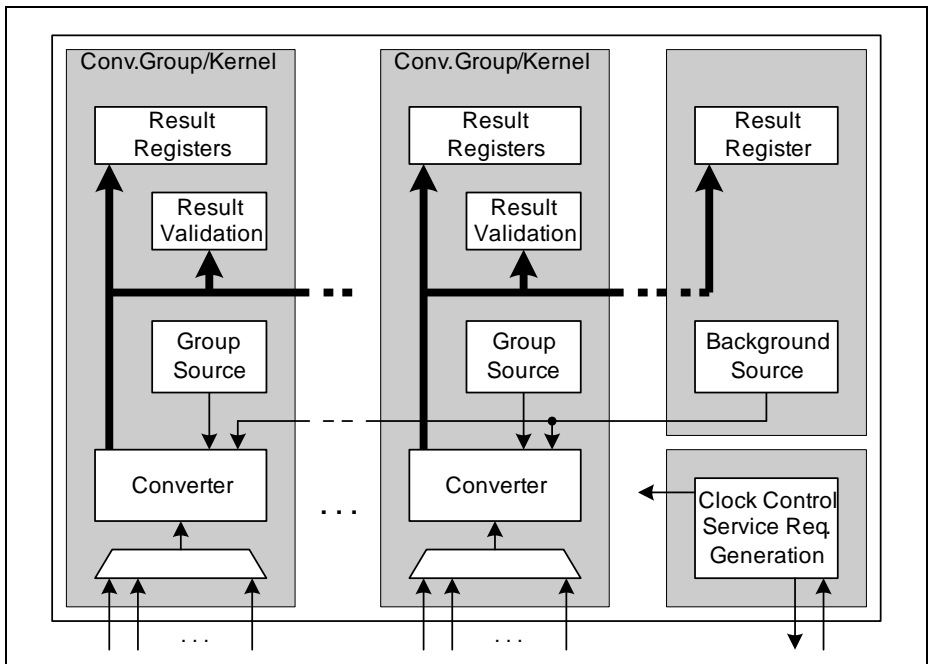 Conv.Group/Kernel
Result
Registers
Result
Validation
Group
Source
Converter
. . .
. . .
Conv.Group/Kernel
Result
Registers
Result
Validation
Group
Source
Converter
. . .
Result
Register
Background
Source
Clock Control
Service Req.
Generation